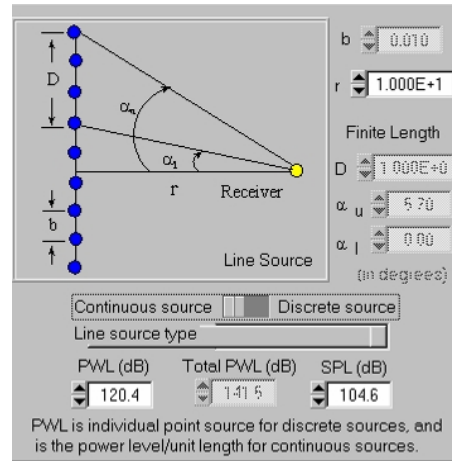 D
αn
α1
r
Receiver
b
Line Source
b 0.010
r 1.000E+1
Finite Length
D 1.000E+0
α u 5.70
α l 0.00
(in degrees)
Continuous source Discrete source
Line source type
PWL (dB) Total PWL (dB) SPL (dB)
120.4 141.5 104.6
PWL is individual point source for discrete sources, and
is the power level/unit length for continuous sources.